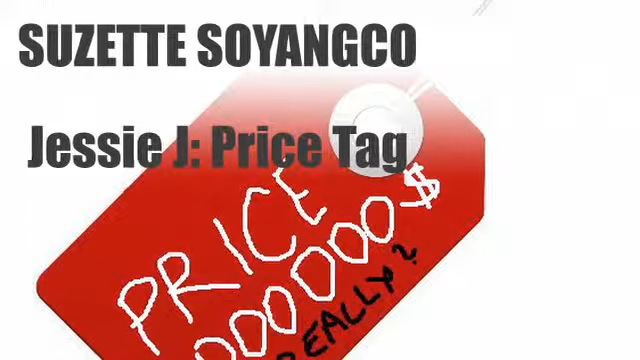 SUZETTE SOYANGCO
Jessie J: Price Tag
PRICE
000000$
REALLY?